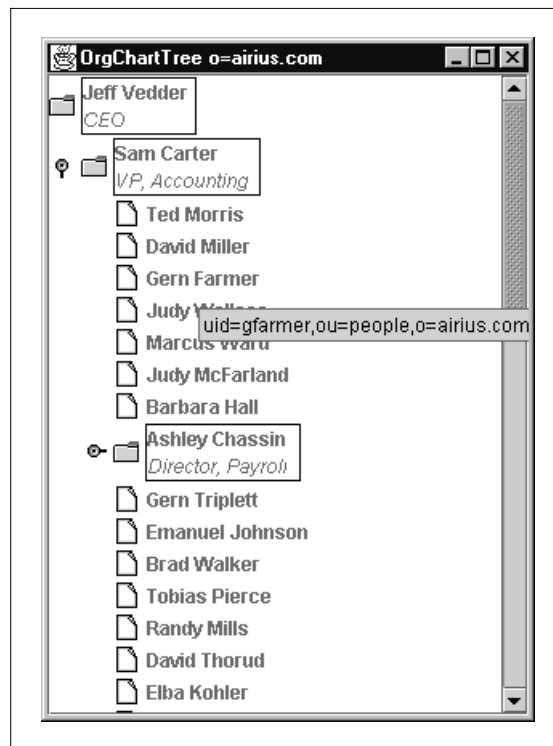 OrgChartTree o=airius.com
Jeff Vedder
CEO
Sam Carter
VP, Accounting
Ted Morris
David Miller
Gern Farmer
Judy
uid=gfarmer,ou=people,o=airius.com
Marcus Ward
Judy McFarland
Barbara Hall
Ashley Chassin
Director, Payroll
Gern Triplett
Emanuel Johnson
Brad Walker
Tobias Pierce
Randy Mills
David Thorud
Elba Kohler